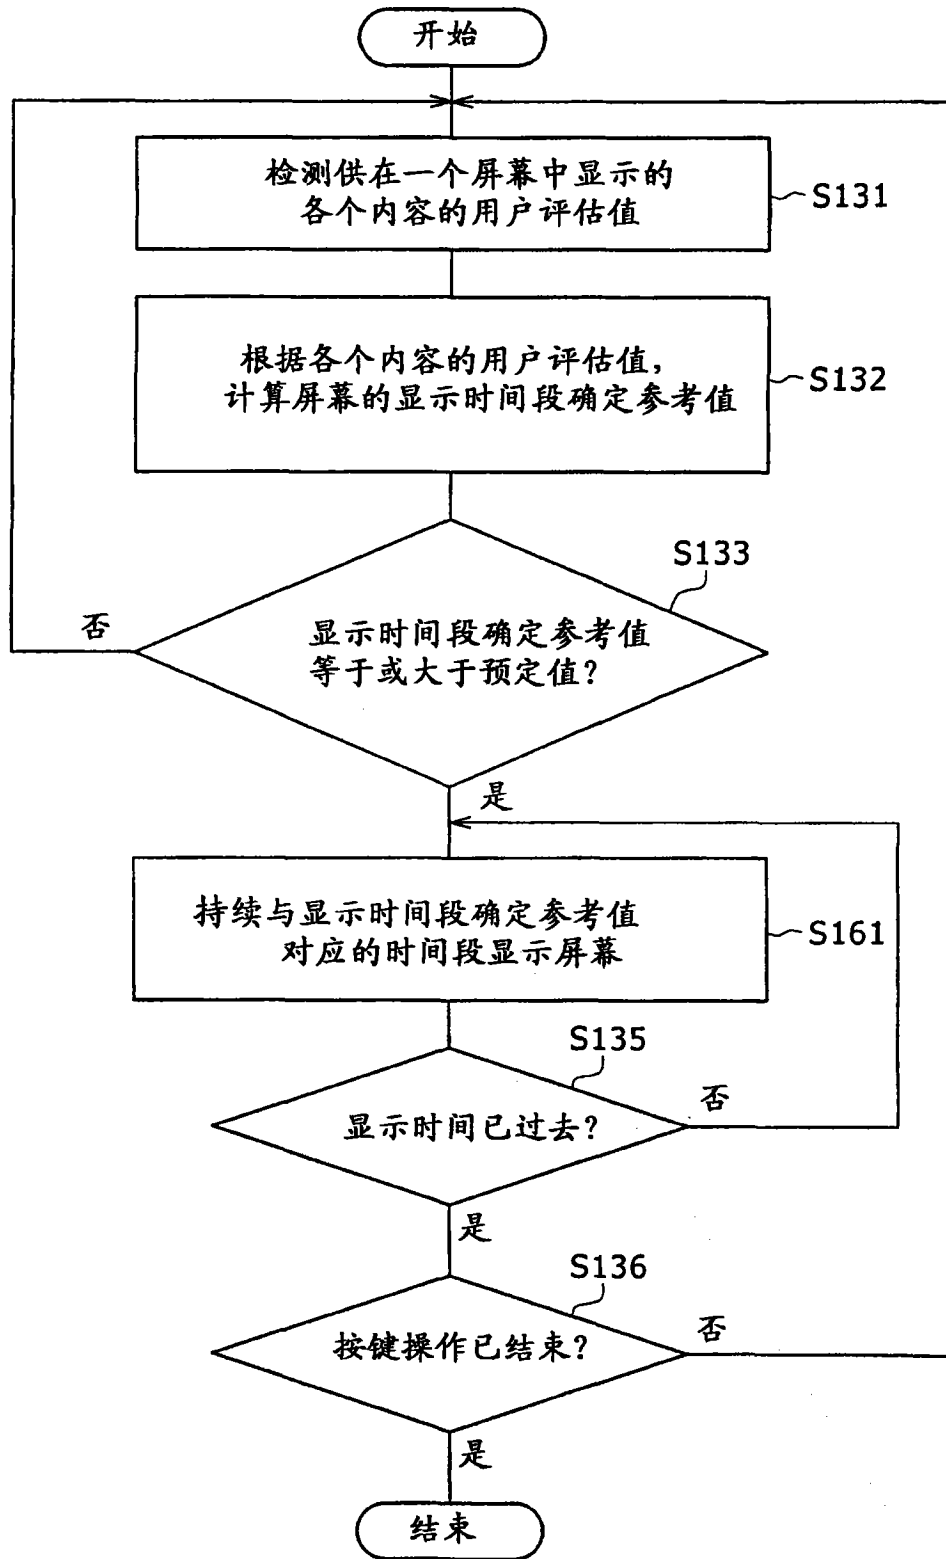 开始
检测供在一个屏幕中显示的
各个内容的用户评估值
S131
根据各个内容的用户评估值，
计算屏幕的显示时间段确定参考值
S132
S133
否
显示时间段确定参考值
等于或大于预定值？
是
持续与显示时间段确定参考值
对应的时间段显示屏幕
S161
S135
否
显示时间已过去？
是
S136
否
按键操作已结束？
是
结束